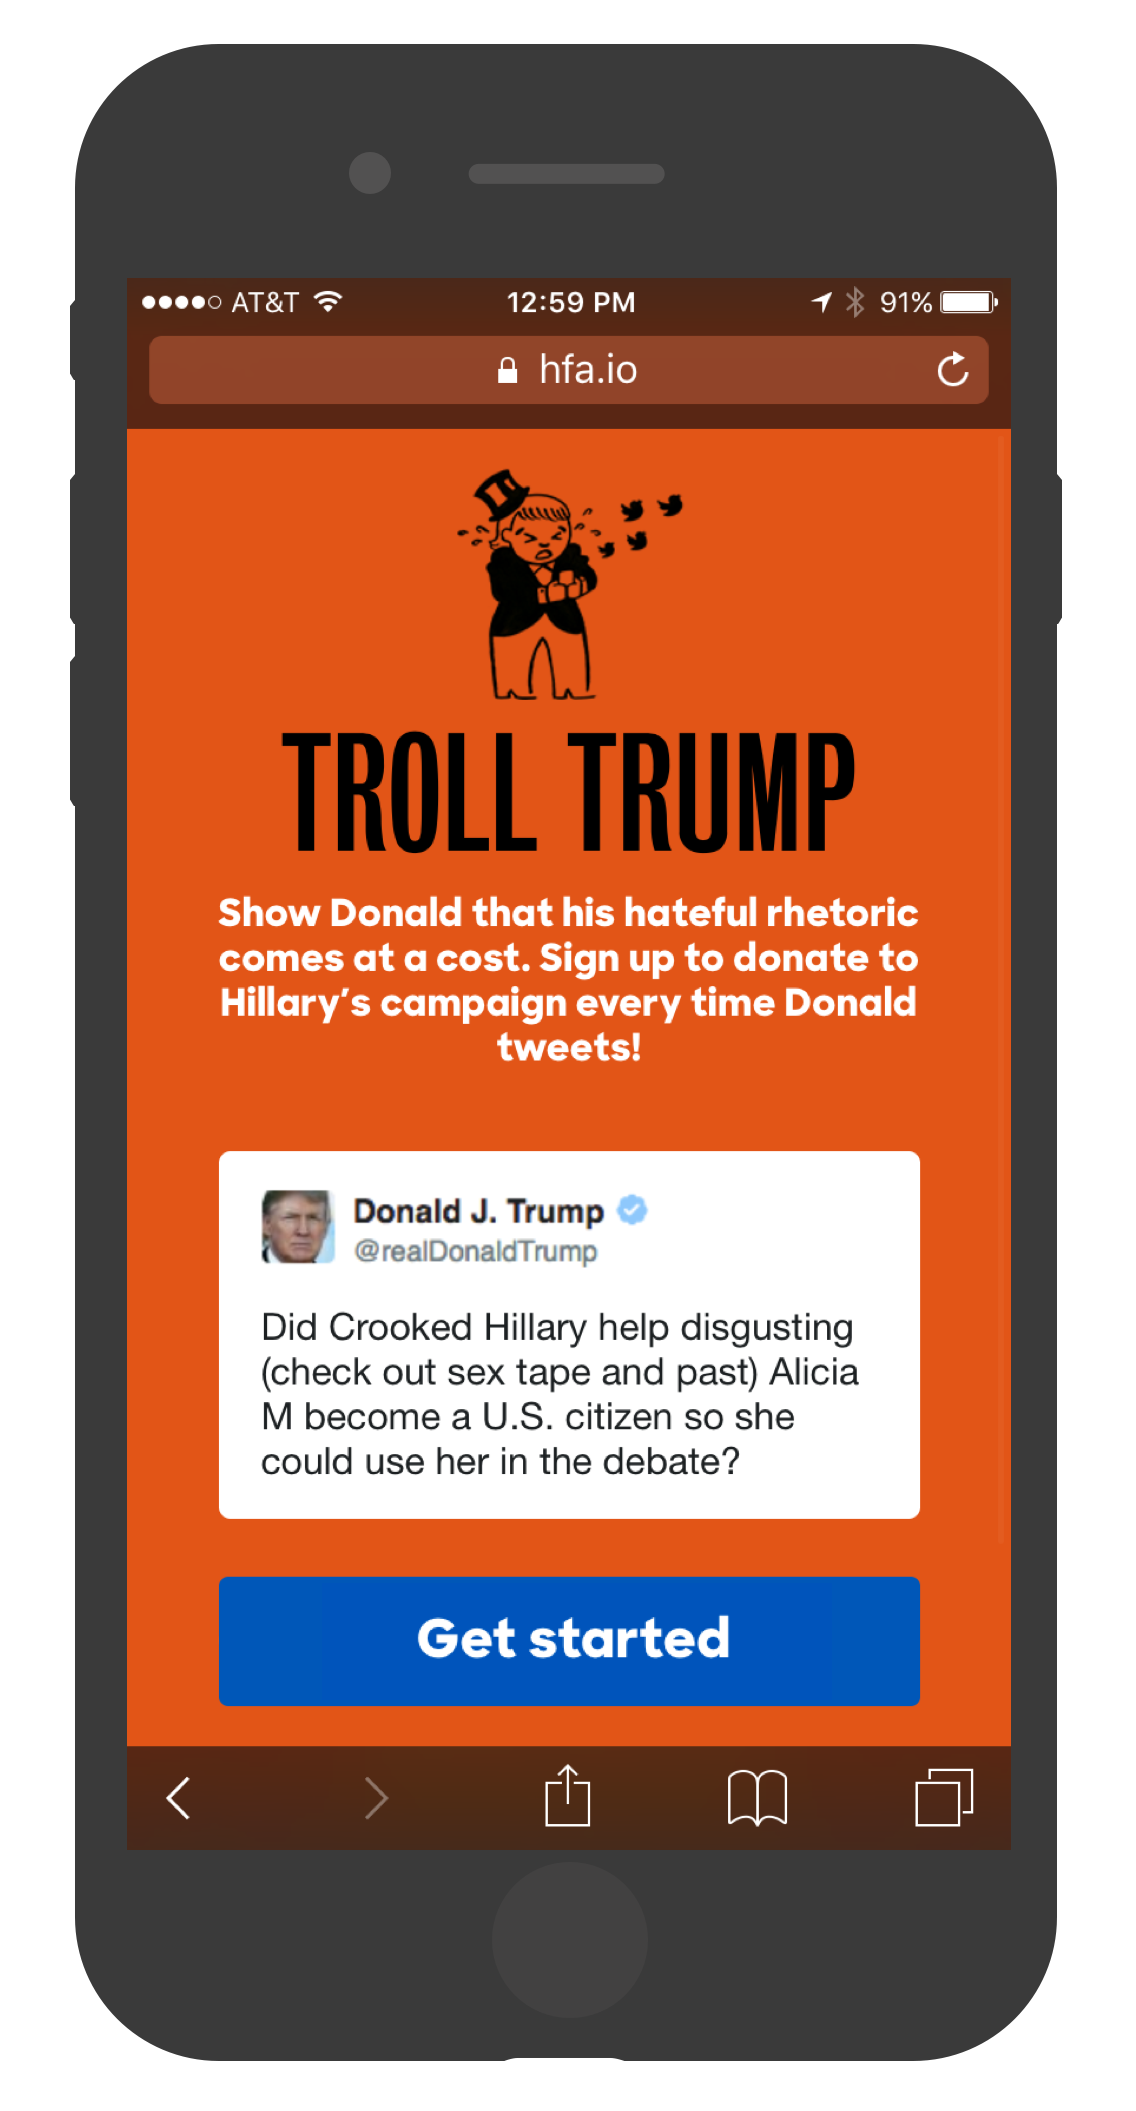 AT&T 12:59 PM 91%
hfa.io
TROLL TRUMP
Show Donald that his hateful rhetoric
comes at a cost. Sign up to donate to
Hillary’s campaign every time Donald
tweets!
Donald J. Trump
@realDonaldTrump
Did Crooked Hillary help disgusting
(check out sex tape and past) Alicia
M become a U.S. citizen so she
could use her in the debate?
Get started